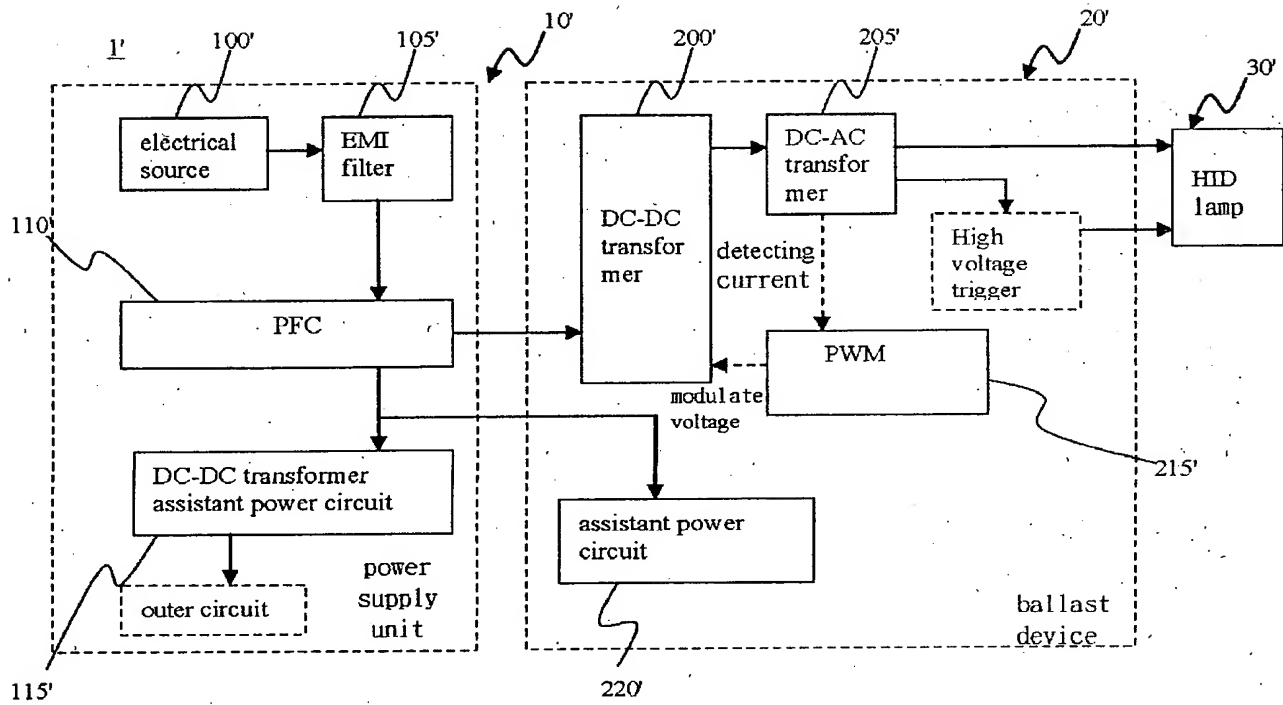 1'
100'
105'
10'
200'
205'
20'
30'
electrical
source
EMI
filter
DC-AC
transfor
mer
HID
lamp
110'
DC-DC
transfor
mer
detecting
current
High
voltage
trigger
PFC
PWM
modulate
voltage
215'
DC-DC transformer
assistant power circuit
assistant power
circuit
power
supply
unit
outer circuit
ballast
device
115'
220'